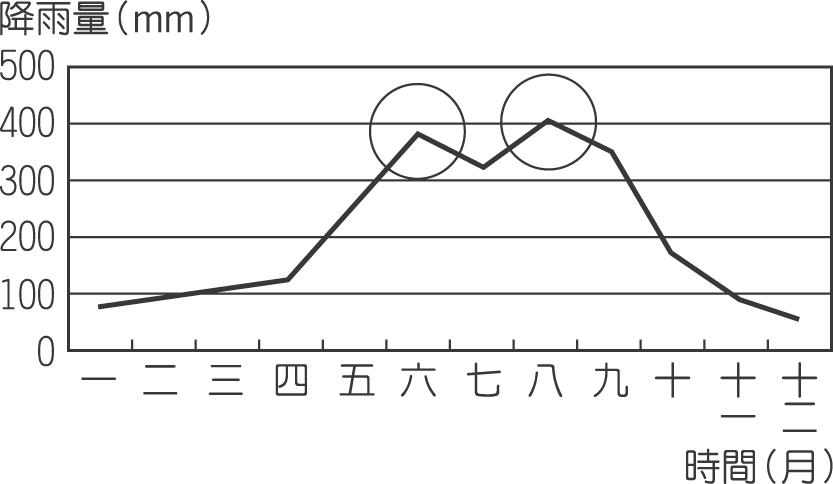 降雨量(mm)
500
400
300
200
100
0
一 二 三 四 五 六 七 八 九 十 十一 十二
時間(月)